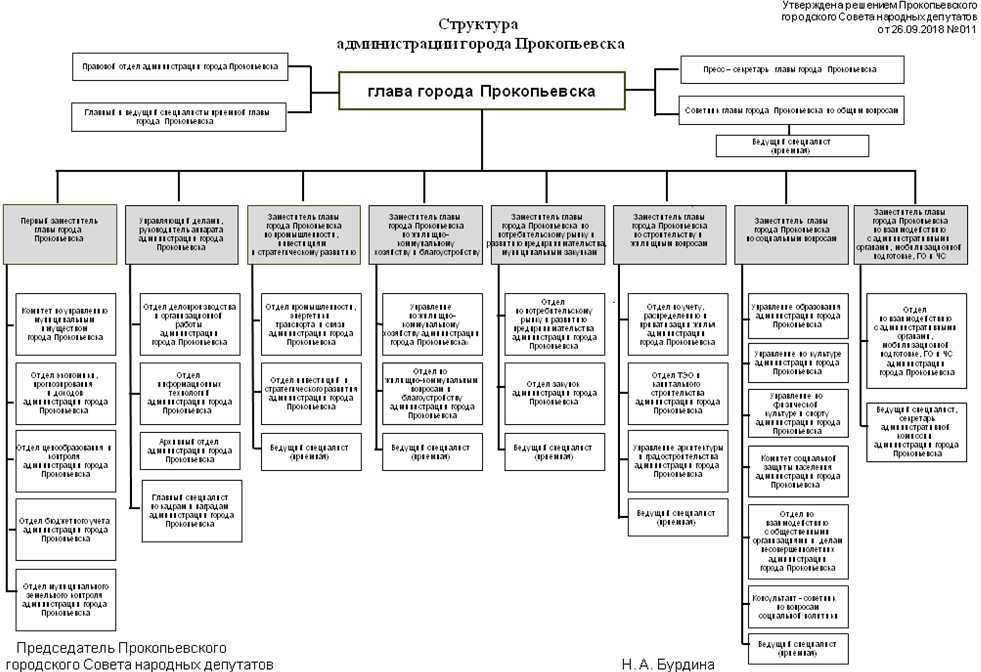 Утверждена решением Прокопьевского
городского Совета народных депутатов
от 26.09.2018 №011
Структура
администрации города Прокопьевска
Правовой отдел администрации города Прокопьевска
глава города Прокопьевска
Пресс – секретарь главы города Прокопьевска
Главный и ведущий специалисты приемной главы
города Прокопьевска
Советник главы города Прокопьевска по общим вопросам
Ведущий специалист
(приемная)
Первый заместитель
главы города
Прокопьевска
Управляющий делами,
руководитель аппарата
администрации города
Прокопьевска
Заместитель главы
города Прокопьевска
по промышленности,
инвестициям
и стратегическому развитию
Заместитель главы
города Прокопьевска
по жилищно-
коммунальному
хозяйству и благоустройству
Заместитель главы
города Прокопьевска по
потребительскому рынку и
развитию предпринимательства,
муниципальным закупкам
Заместитель главы
города Прокопьевска
по строительству и
жилищным вопросам
Заместитель главы
города Прокопьевска
по социальным вопросам
Заместитель главы
города Прокопьевска
по взаимодействию
с административными
органами, мобилизационной
подготовке, ГО и ЧС
Комитет по управлению
муниципальным
имуществом
города Прокопьевска
Отдел экономики,
прогнозирования
и доходов
администрации города
Прокопьевска
Отдел ценообразования и
контроля
администрации города
Прокопьевска
Отдел бюджетного учета
администрации города
Прокопьевска
Отдел муниципального
земельного контроля
администрации города
Прокопьевска
Отдел делопроизводства
и организационной
работы
администрации
города Прокопьевска
Отдел
информационных
технологий
администрации города
Прокопьевска
Архивный отдел
администрации города
Прокопьевска
Главный специалист
по кадрам и наградам
администрации города
Прокопьевска
Отдел промышленности,
энергетики
транспорта и связи
администрации города
Прокопьевска
Отдел инвестиций и
стратегического развития
администрации города
Прокопьевска
Ведущий специалист
(приемная)
Управление
по жилищно-
коммунальному
хозяйству администрации
города Прокопьевска»
Отдел по
жилищно-коммунальным
вопросам и
благоустройству
администрации города
Прокопьевска
Ведущий специалист
(приемная)
Отдел
по потребительскому
рынку и развитию
предпринимательства
администрации города
Прокопьевска
Отдел закупок
администрации города
Прокопьевска
Ведущий специалист
(приемная)
Отдел по учету,
распределению и
приватизации жилья
администрации города
Прокопьевска
Отдел ТЭО и
капитального
строительства
администрации города
Прокопьевска
Управление архитектуры
и градостроительства
администрации города
Прокопьевска
Ведущий специалист
(приемная)
Управление образования
администрации города
Прокопьевска
Управление по культуре
администрации города
Прокопьевска
Управление по
физической
культуре и спорту
администрации города
Прокопьевска
Комитет социальной
защиты населения
администрации города
Прокопьевска
Отдел по
взаимодействию
с общественными
организациями и делам
несовершеннолетних
администрации
города Прокопьевска
Консультант – советник
по вопросам
социальной политики
Ведущий специалист
(приемная)
Отдел
по взаимодействию
с административными
органами,
мобилизационной
подготовке, ГО и ЧС
администрации
города Прокопьевска
Ведущий специалист,
секретарь
административной
комиссии
администрации города
Прокопьевска
Председатель Прокопьевского
городского Совета народных депутатов
Н. А. Бурдина